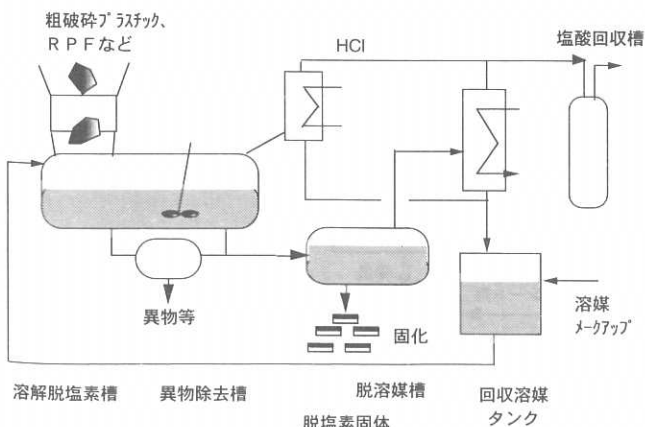 粗破砕プラスチック、
RPFなど
HCl
塩酸回収槽
異物等
固化
溶媒
メークアップ
溶解脱塩素槽
異物除去槽
脱溶媒槽
回収溶媒
タンク
脱塩素固体